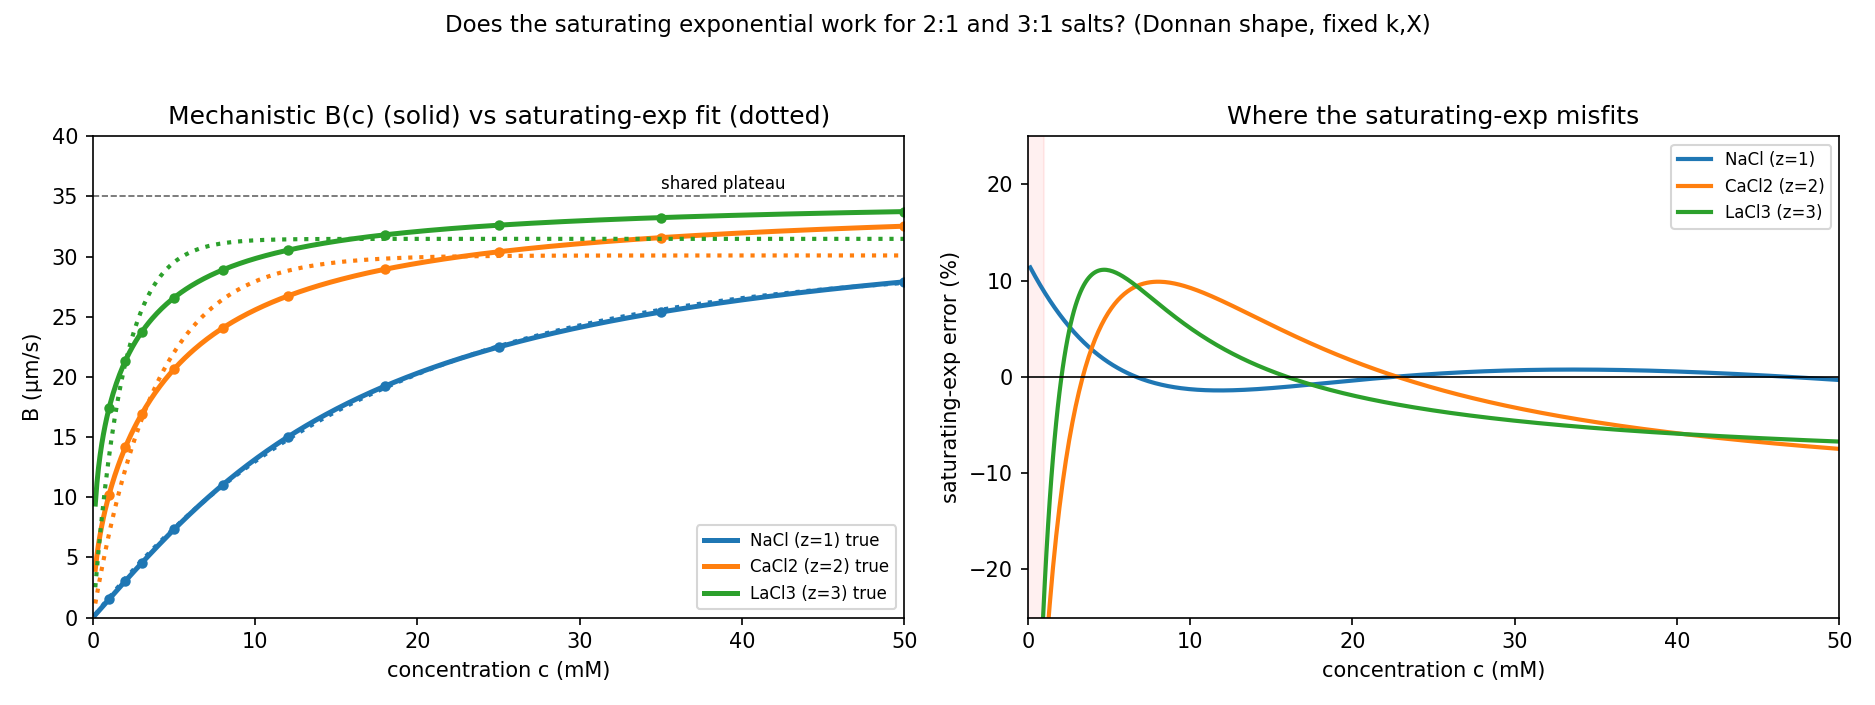 Does the saturating exponential work for 2:1 and 3:1 salts? (Donnan shape, fixed k,X)
Mechanistic B(c) (solid) vs saturating-exp fit (dotted)
40
35
30
25
20
15
10
5
0
B (µm/s)
shared plateau
NaCl (z=1) true
CaCl2 (z=2) true
LaCl3 (z=3) true
0 10 20 30 40 50
concentration c (mM)
Where the saturating-exp misfits
20
10
0
−10
−20
saturating-exp error (%)
NaCl (z=1)
CaCl2 (z=2)
LaCl3 (z=3)
0 10 20 30 40 50
concentration c (mM)